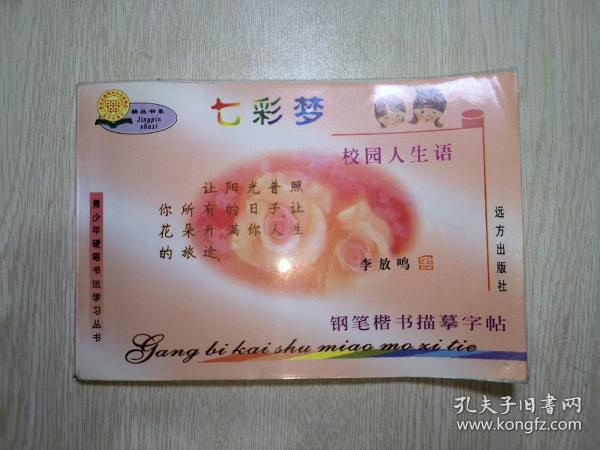 精品书系
Jingpin
shuxi
七彩梦
校园人生语
让阳光普照
你所有的日子,让
花朵开满你人生
的旅途。
李放鸣
远方出版社
青少年硬笔书法学习丛书
钢笔楷书描摹字帖
Gang bi kai shu miao mo zi tie
孔夫子旧书网
www.kongfz.com